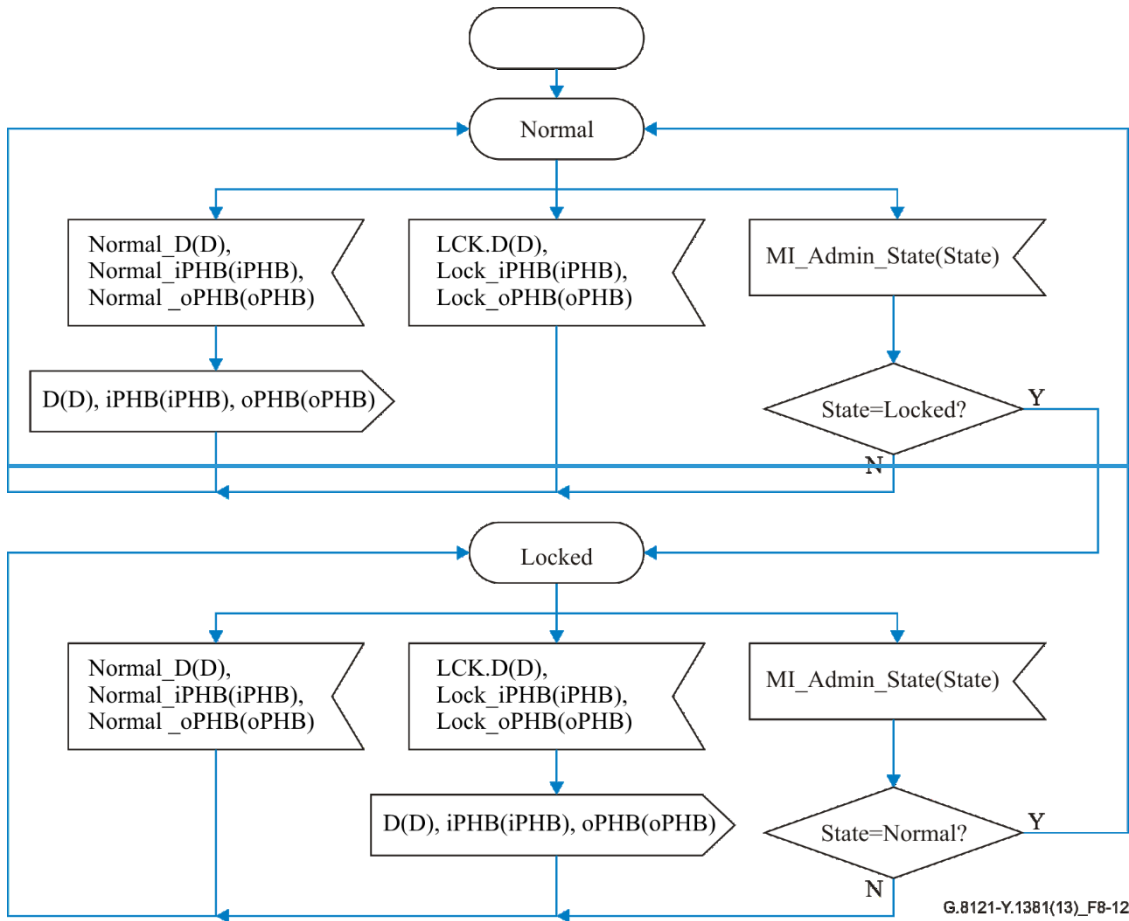 Normal
Normal_D(D),
Normal_iPHB(iPHB),
Normal _oPHB(oPHB)
LCK.D(D),
Lock_iPHB(iPHB),
Lock_oPHB(oPHB)
MI_Admin_State(State)
D(D), iPHB(iPHB), oPHB(oPHB)
State=Locked?
Y
N
Locked
Normal_D(D),
Normal_iPHB(iPHB),
Normal _oPHB(oPHB)
LCK.D(D),
Lock_iPHB(iPHB),
Lock_oPHB(oPHB)
MI_Admin_State(State)
D(D), iPHB(iPHB), oPHB(oPHB)
State=Normal?
Y
N
G.8121-Y.1381(13)_F8-12